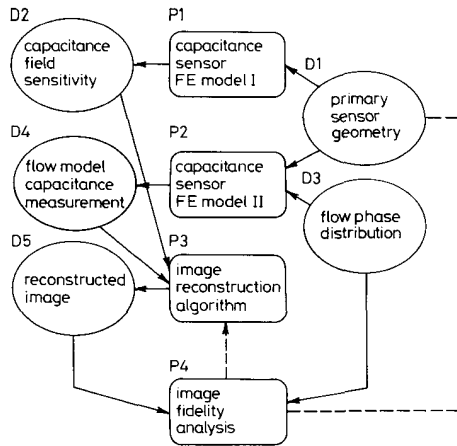 D2
capacitance
field
sensitivity
P1
capacitance
sensor
FE model I
D1
primary
sensor
geometry
D4
flow model
capacitance
measurement
P2
capacitance
sensor
FE model II
D3
flow phase
distribution
D5
reconstructed
image
P3
image
reconstruction
algorithm
P4
image
fidelity
analysis